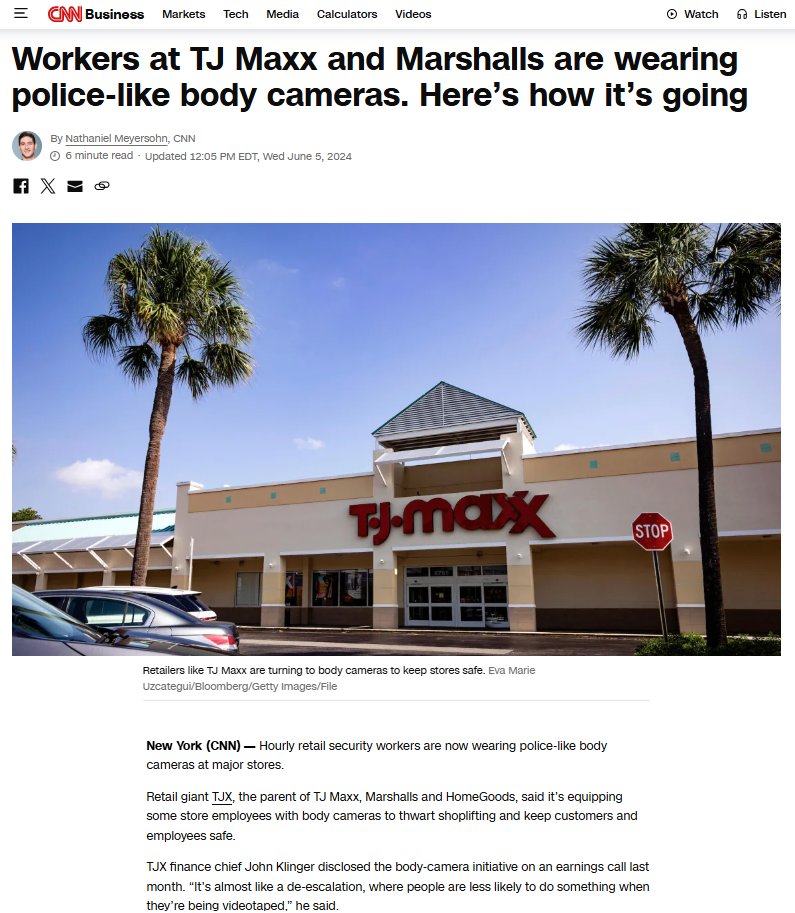 CNN Business Markets Tech Media Calculators Videos Watch Listen
Workers at TJ Maxx and Marshalls are wearing
police-like body cameras. Here’s how it’s going
By Nathaniel Meyersohn, CNN
6 minute read · Updated 12:05 PM EDT, Wed June 5, 2024
T·J·maxx
STOP
Retailers like TJ Maxx are turning to body cameras to keep stores safe. Eva Marie
Uzcategui/Bloomberg/Getty Images/File
New York (CNN) — Hourly retail security workers are now wearing police-like body
cameras at major stores.
Retail giant TJX, the parent of TJ Maxx, Marshalls and HomeGoods, said it’s equipping
some store employees with body cameras to thwart shoplifting and keep customers and
employees safe.
TJX finance chief John Klinger disclosed the body-camera initiative on an earnings call last
month. “It’s almost like a de-escalation, where people are less likely to do something when
they’re being videotaped,” he said.